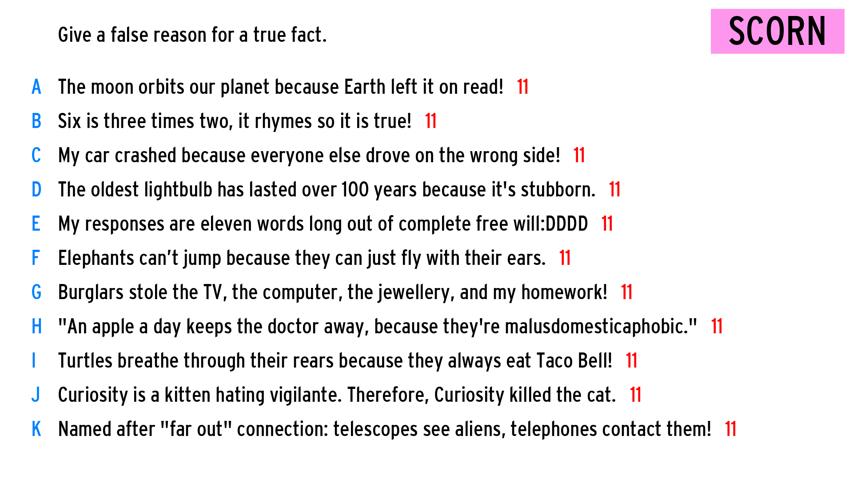 Give a false reason for a true fact.
SCORN
A The moon orbits our planet because Earth left it on read! 11
B Six is three times two, it rhymes so it is true! 11
C My car crashed because everyone else drove on the wrong side! 11
D The oldest lightbulb has lasted over 100 years because it's stubborn. 11
E My responses are eleven words long out of complete free will:DDDD 11
F Elephants can't jump because they can just fly with their ears. 11
G Burglars stole the TV, the computer, the jewellery, and my homework! 11
H "An apple a day keeps the doctor away, because they're malusdomesticaphobic." 11
I Turtles breathe through their rears because they always eat Taco Bell! 11
J Curiosity is a kitten hating vigilante. Therefore, Curiosity killed the cat. 11
K Named after "far out" connection: telescopes see aliens, telephones contact them! 11